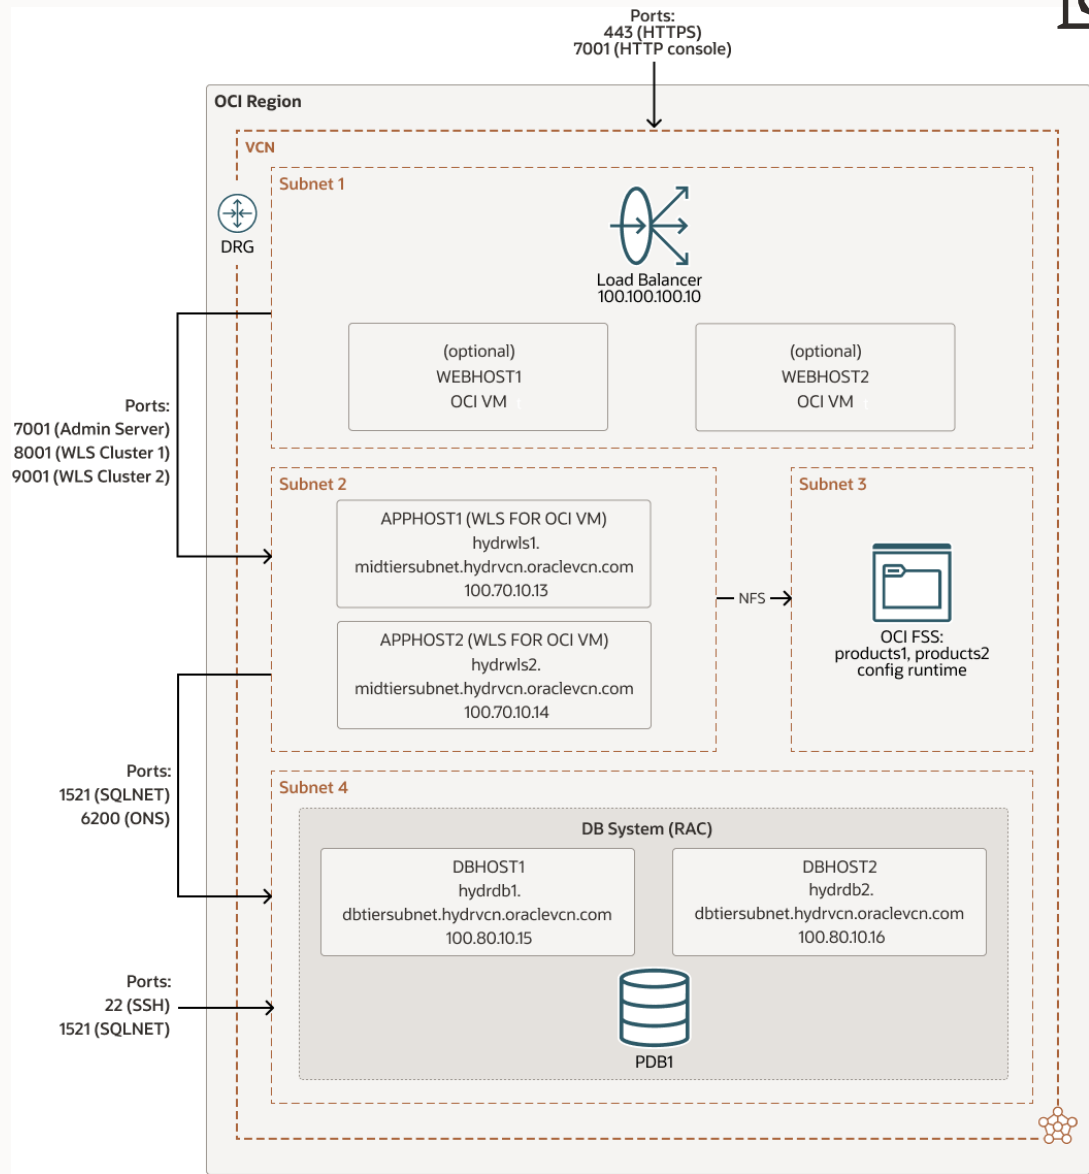 Ports:
443 (HTTPS)
7001 (HTTP console)
OCI Region
VCN
Subnet 1
DRG
Load Balancer
100.100.100.10
(optional)
WEBHOST1
OCI VM
(optional)
WEBHOST2
OCI VM
Ports:
7001 (Admin Server)
8001 (WLS Cluster 1)
9001 (WLS Cluster 2)
Subnet 2
APPHOST1 (WLS FOR OCI VM)
hydrwls1.
midtiersubnet.hydrvcn.oraclevcn.com
100.70.10.13
APPHOST2 (WLS FOR OCI VM)
hydrwls2.
midtiersubnet.hydrvcn.oraclevcn.com
100.70.10.14
NFS
Subnet 3
OCI FSS:
products1, products2
config runtime
Ports:
1521 (SQLNET)
6200 (ONS)
Subnet 4
DB System (RAC)
DBHOST1
hydrdb1.
dbtiersubnet.hydrvcn.oraclevcn.com
100.80.10.15
DBHOST2
hydrdb2.
dbtiersubnet.hydrvcn.oraclevcn.com
100.80.10.16
Ports:
22 (SSH)
1521 (SQLNET)
PDB1